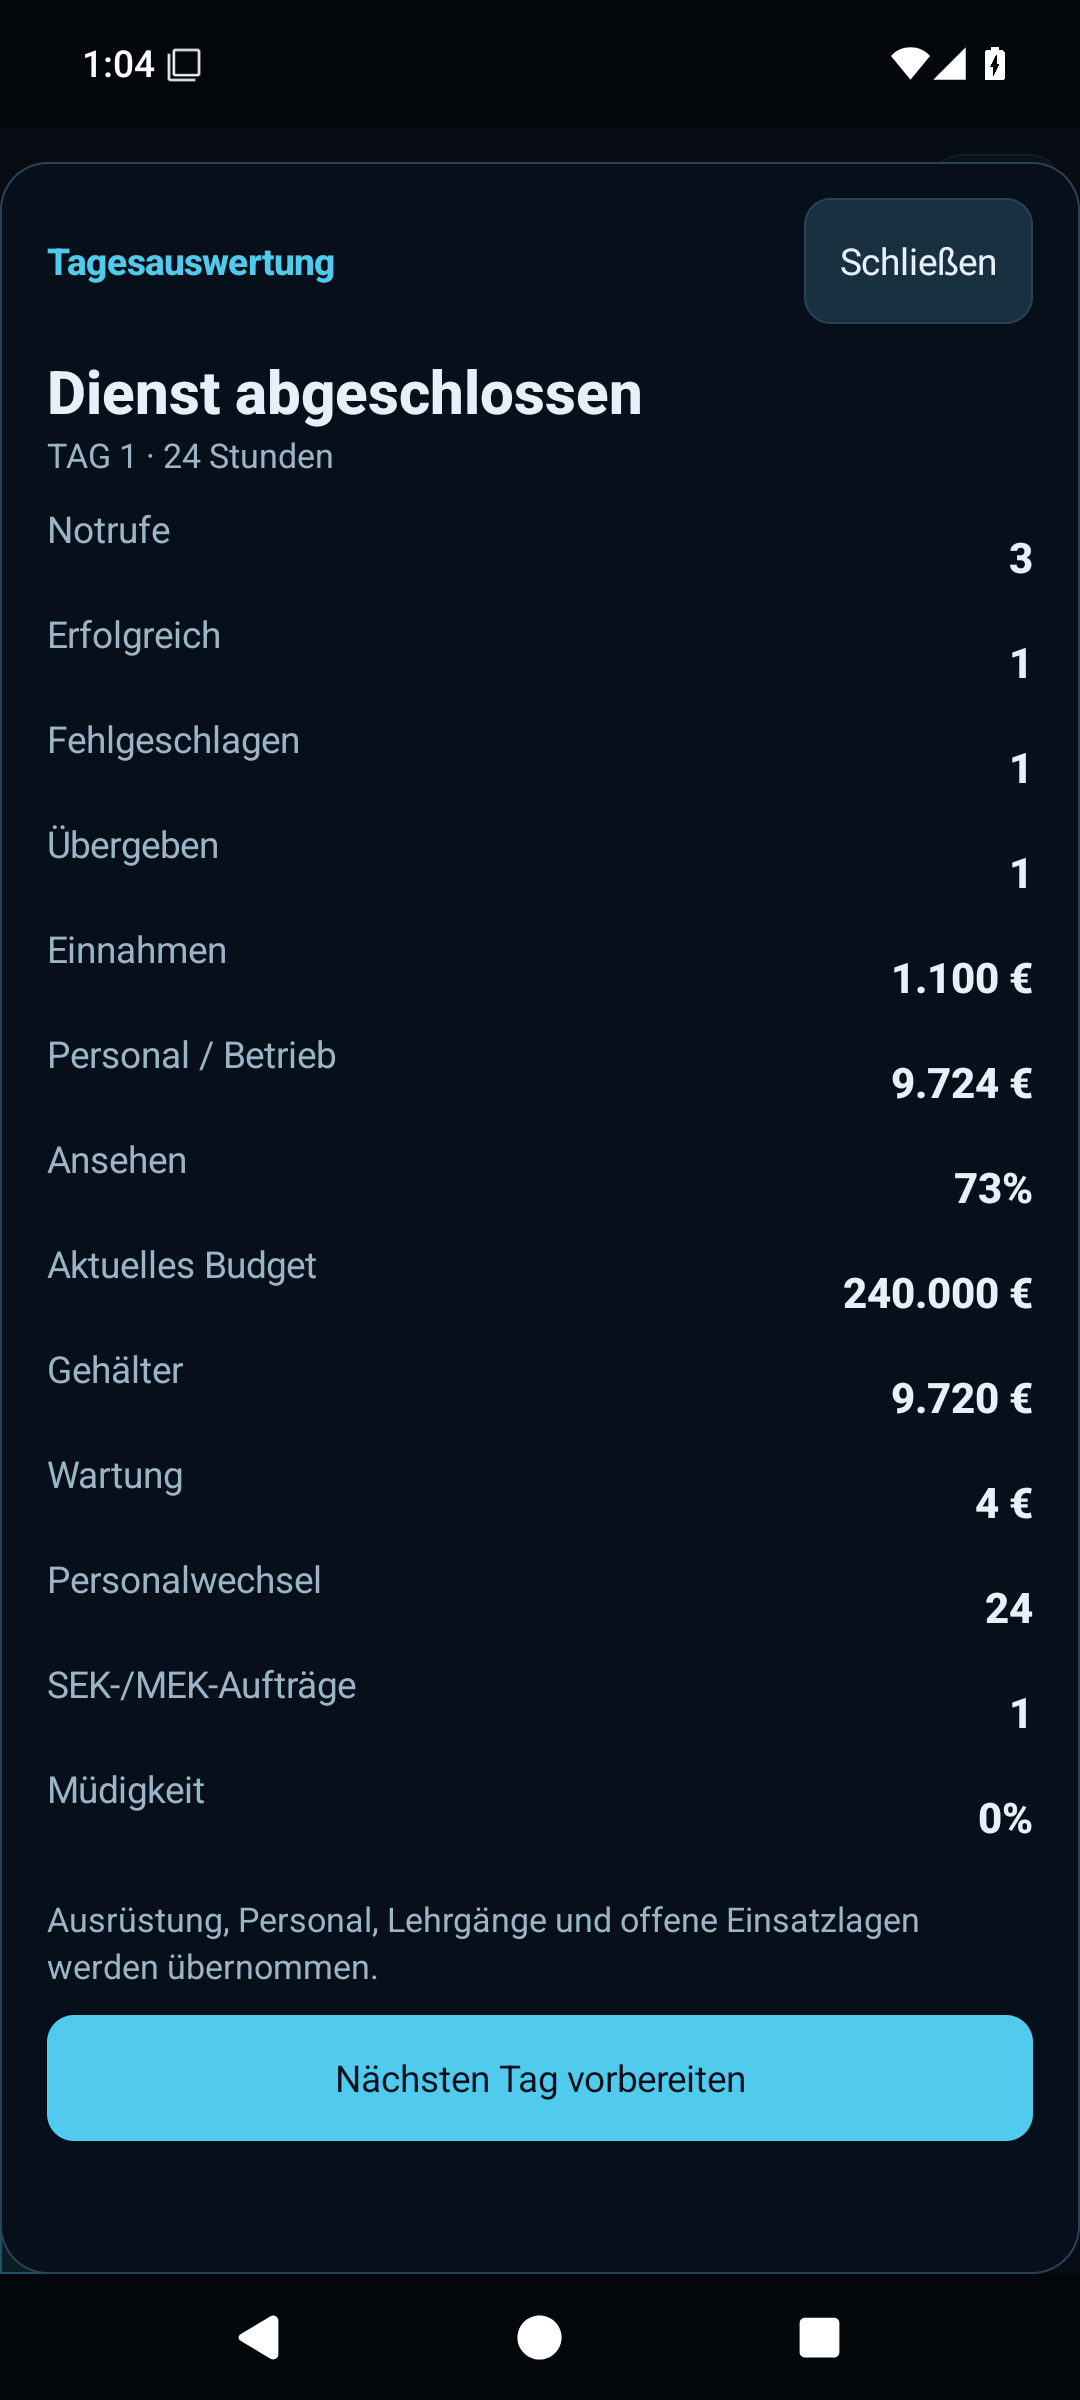 1:04
Tagesauswertung
Schließen
Dienst abgeschlossen
TAG 1 · 24 Stunden
Notrufe
3
Erfolgreich
1
Fehlgeschlagen
1
Übergeben
1
Einnahmen
1.100 €
Personal / Betrieb
9.724 €
Ansehen
73%
Aktuelles Budget
240.000 €
Gehälter
9.720 €
Wartung
4 €
Personalwechsel
24
SEK-/MEK-Aufträge
1
Müdigkeit
0%
Ausrüstung, Personal, Lehrgänge und offene Einsatzlagen
werden übernommen.
Nächsten Tag vorbereiten